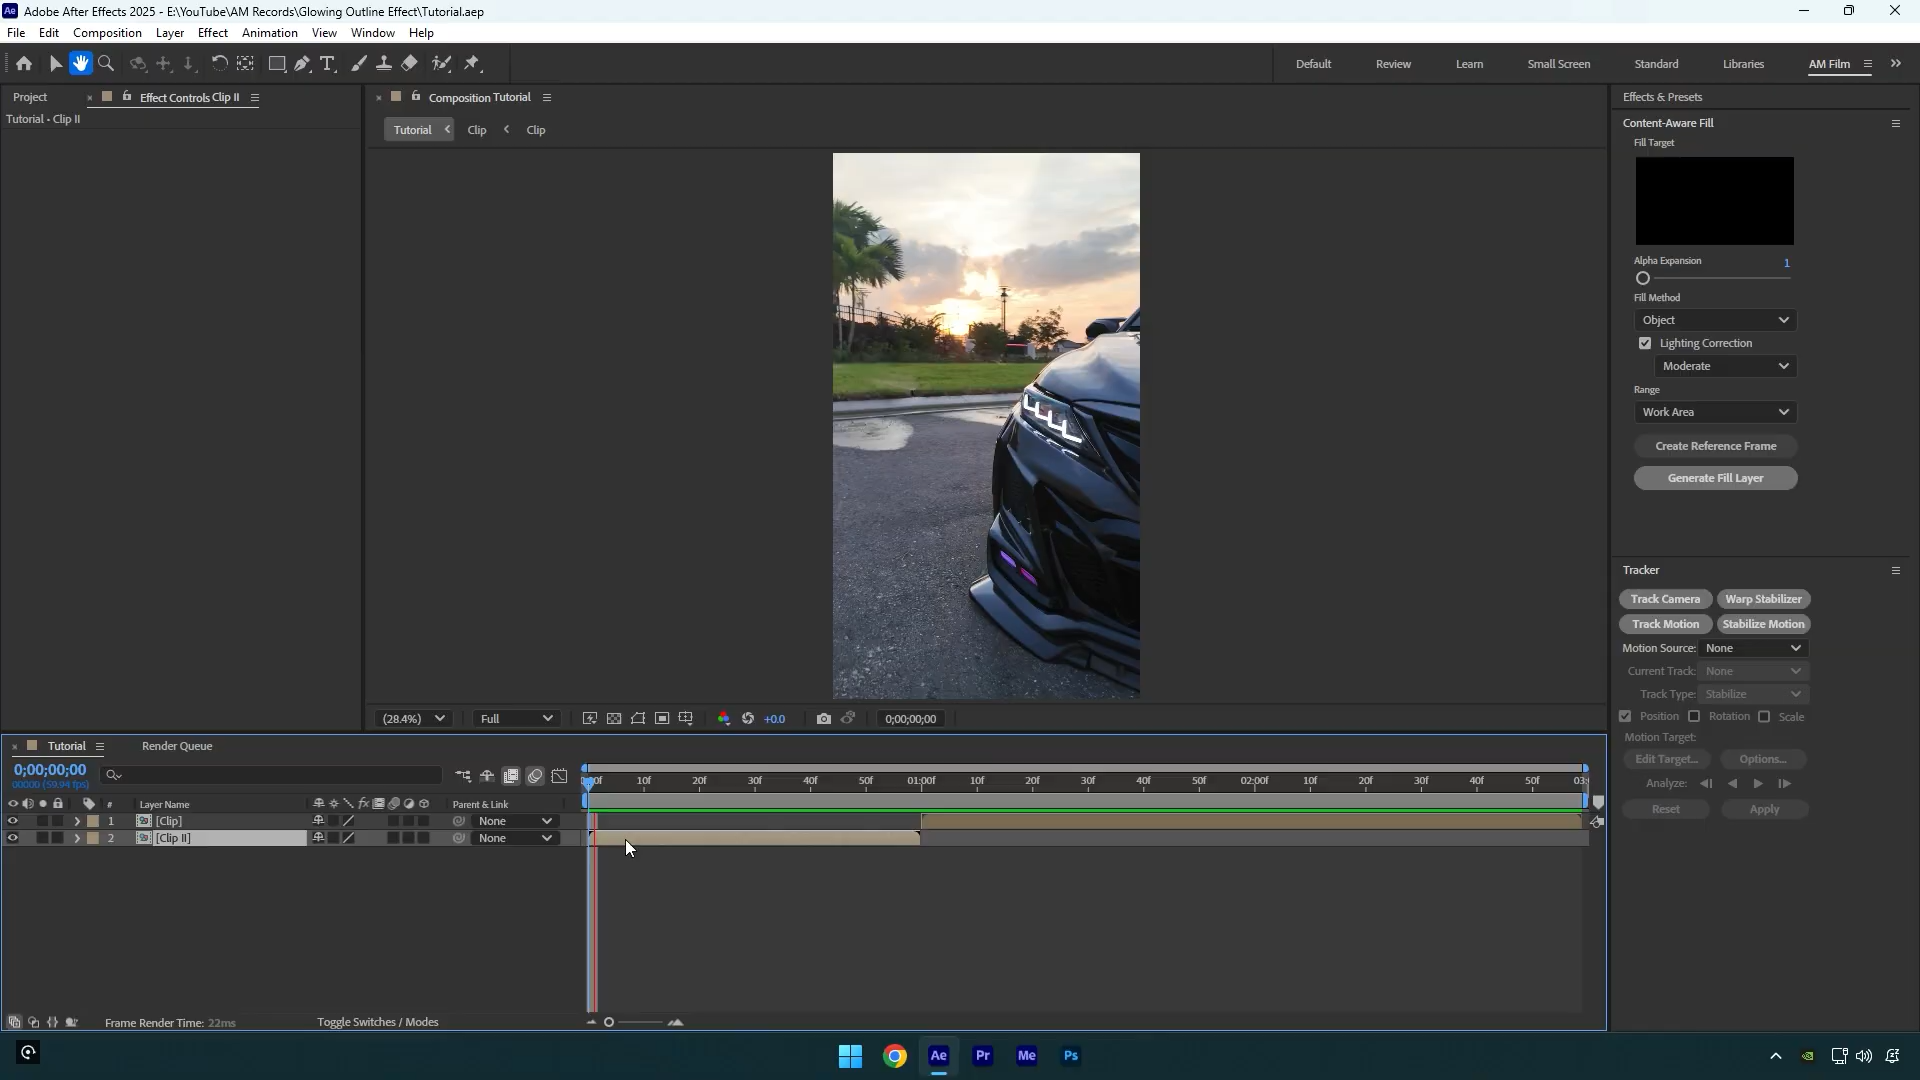 Adobe After Effects 2025 - E:\YouTube\AM Records\Glowing Outline Effect\Tutorial.aep
File Edit Composition Layer Effect Animation View Window Help
Default Review Learn Small Screen Standard Libraries AM Film
Project Effect Controls Clip II Composition Tutorial Effects & Presets
Tutorial • Clip II
Tutorial Clip Clip
Content-Aware Fill
Fill Target
Alpha Expansion 1
Fill Method
Object
Lighting Correction
Moderate
Range
Work Area
Create Reference Frame
Generate Fill Layer
Tracker
Track Camera Warp Stabilizer
Track Motion Stabilize Motion
Motion Source: None
Current Track: None
Track Type: Stabilize
Position Rotation Scale
Motion Target:
Edit Target... Options...
Analyze:
Reset Apply
(28.4%) Full +0.0 0;00;00;00
Tutorial Render Queue
0;00;00;00
00000 (59.94 fps)
10f 20f 30f 40f 50f 01:00f 10f 20f 30f 40f 50f 02:00f 10f 20f 30f 40f 50f
# Layer Name fx Parent & Link
1 [Clip] None
2 [Clip II] None
Frame Render Time: 22ms Toggle Switches / Modes
Ae Pr Me Ps